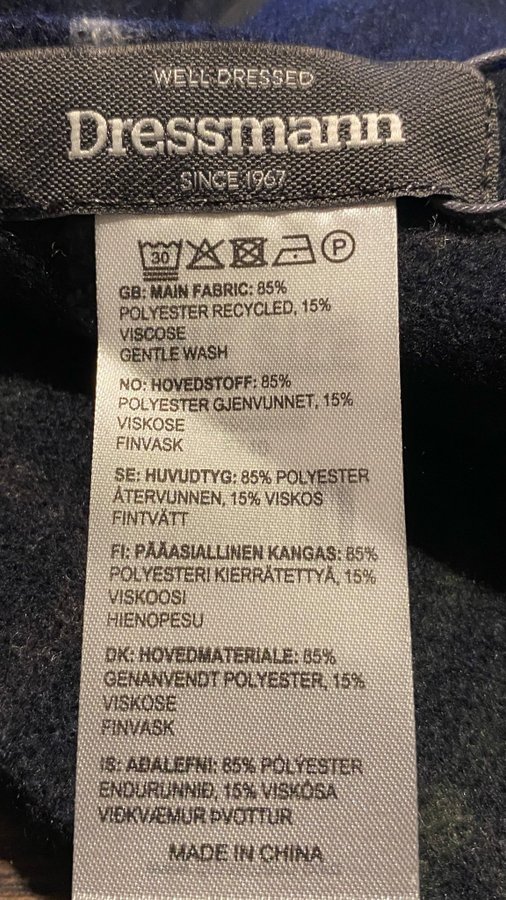 WELL DRESSED
Dressmann
SINCE 1967
30 P
GB: MAIN FABRIC: 85%
POLYESTER RECYCLED, 15%
VISCOSE
GENTLE WASH
NO: HOVEDSTOFF: 85%
POLYESTER GJENVUNNET, 15%
VISKOSE
FINVASK
SE: HUVUDTYG: 85% POLYESTER
ÅTERVUNNEN, 15% VISKOS
FINTVÄTT
FI: PÄÄASIALLINEN KANGAS: 85%
POLYESTERI KIERRÄTETTYÄ, 15%
VISKOOSI
HIENOPESU
DK: HOVEDMATERIALE: 85%
GENANVENDT POLYESTER, 15%
VISKOSE
FINVASK
IS: AÐALEFNI: 85% PÓLÝESTER
ENDURUNNIÐ, 15% VISKÓSA
VIÐKVÆMUR ÞVOTTUR
MADE IN CHINA